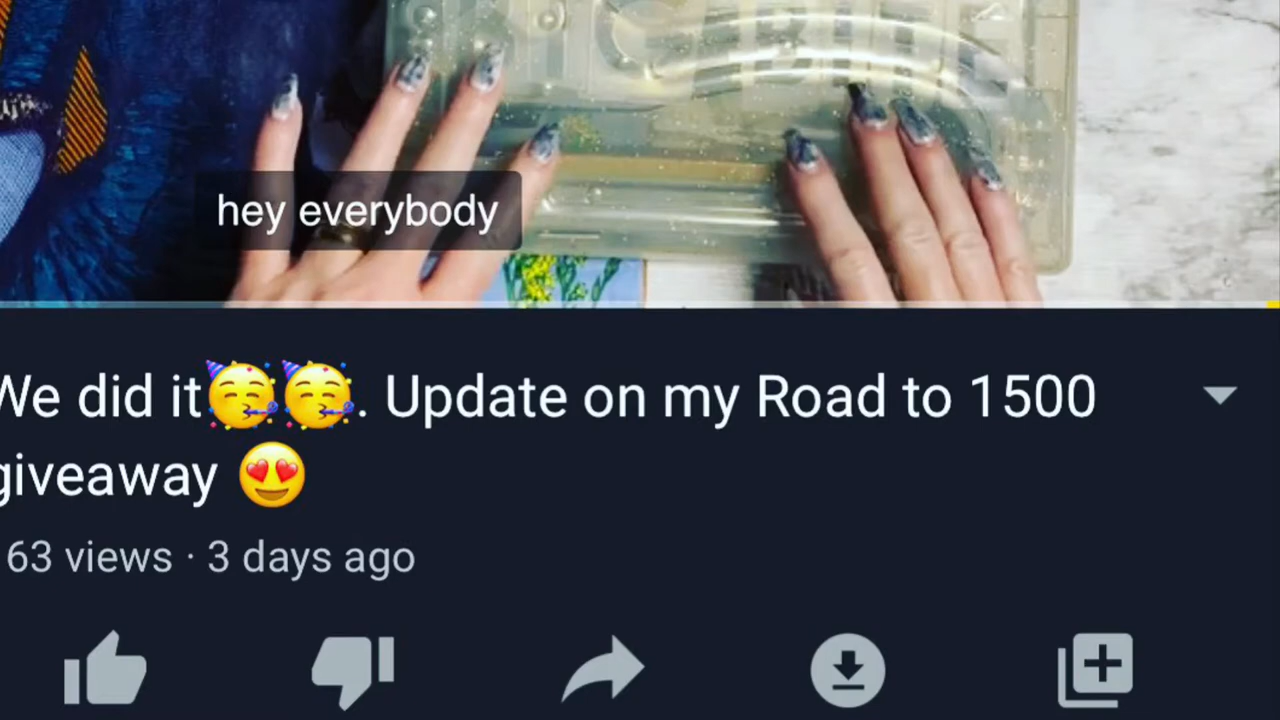 hey everybody
We did it🥳🥳. Update on my Road to 1500
giveaway 😍
63 views · 3 days ago